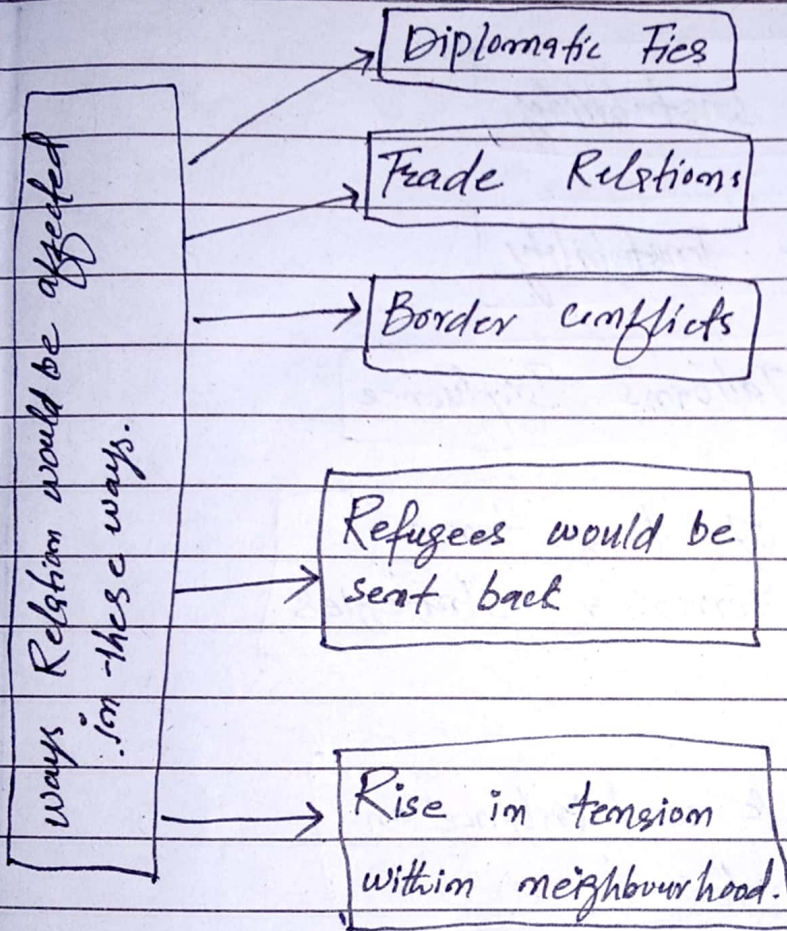 ways Relation would be affected
in these ways.
Diplomatic Ties
Trade Relations
Border conflicts
Refugees would be
sent back
Rise in tension
within neighbourhood.